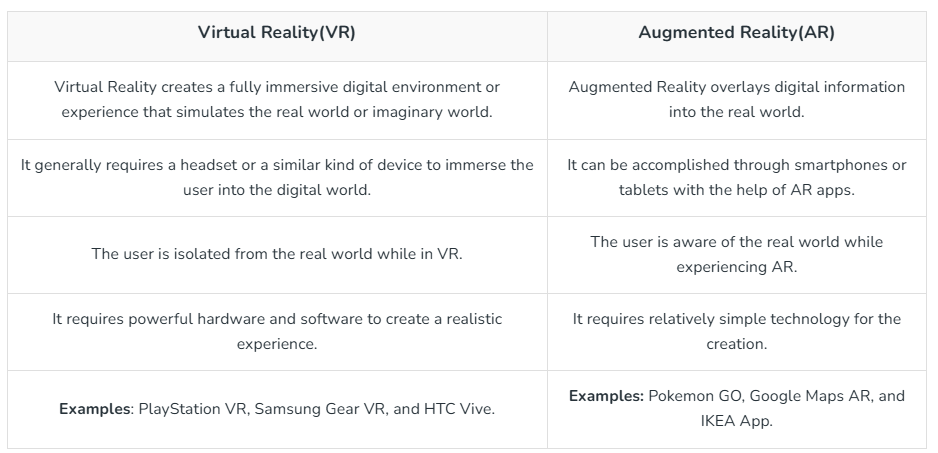 Virtual Reality(VR)
Augmented Reality(AR)
Virtual Reality creates a fully immersive digital environment or
experience that simulates the real world or imaginary world.
Augmented Reality overlays digital information
into the real world.
It generally requires a headset or a similar kind of device to immerse the
user into the digital world.
It can be accomplished through smartphones or
tablets with the help of AR apps.
The user is isolated from the real world while in VR.
The user is aware of the real world while
experiencing AR.
It requires powerful hardware and software to create a realistic
experience.
It requires relatively simple technology for the
creation.
Examples: PlayStation VR, Samsung Gear VR, and HTC Vive.
Examples: Pokemon GO, Google Maps AR, and
IKEA App.